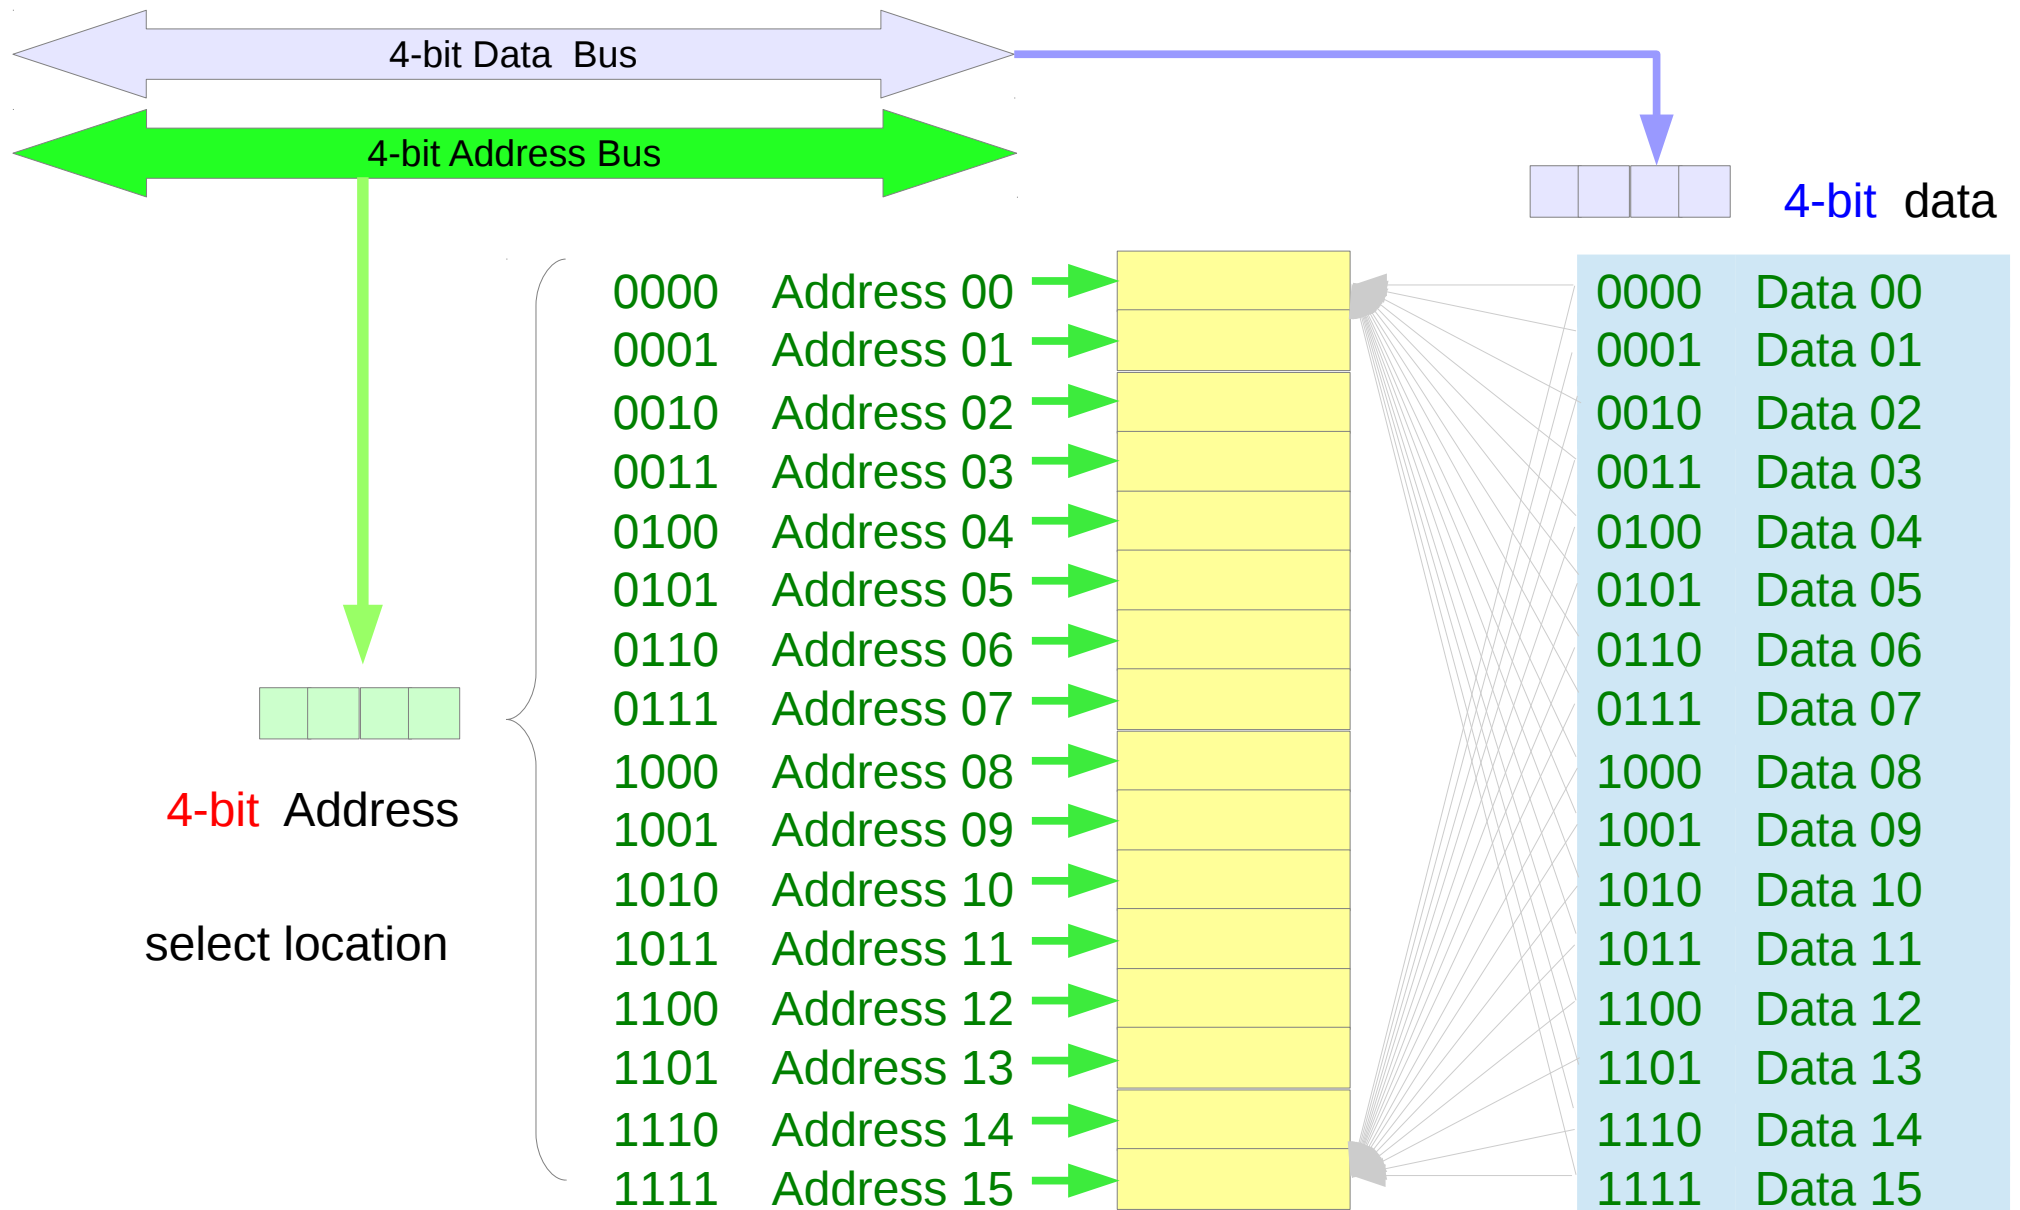 4-bit Data  Bus
4-bit Address Bus
4-bit  data
0000 Address 00 0000 Data 00
0001 Address 01 0001 Data 01
0010 Address 02 0010 Data 02
0011 Address 03 0011 Data 03
0100 Address 04 0100 Data 04
0101 Address 05 0101 Data 05
0110 Address 06 0110 Data 06
0111 Address 07 0111 Data 07
1000 Address 08 1000 Data 08
4-bit  Address
1001 Address 09 1001 Data 09
1010 Address 10 1010 Data 10
select location
1011 Address 11 1011 Data 11
1100 Address 12 1100 Data 12
1101 Address 13 1101 Data 13
1110 Address 14 1110 Data 14
1111 Address 15 1111 Data 15